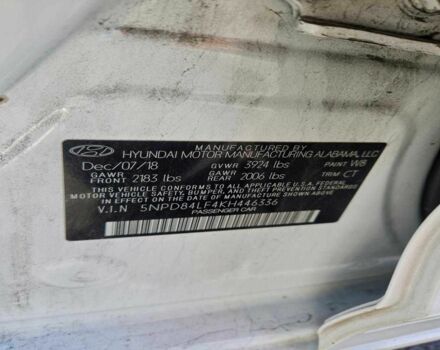 MANUFACTURED BY
HYUNDAI MOTOR MANUFACTURING ALABAMA, LLC
Dec/07/18 GVWR 3924 lbs PAINT WB
GAWR FRONT 2183 lbs GAWR REAR 2006 lbs TRIM CT
THIS VEHICLE CONFORMS TO ALL APPLICABLE U.S. FEDERAL
MOTOR VEHICLE SAFETY, BUMPER, AND THEFT PREVENTION STANDARDS
IN EFFECT ON THE DATE OF MANUFACTURE SHOWN ABOVE.
V.I.N 5NPD84LF4KH446336
PASSENGER CAR